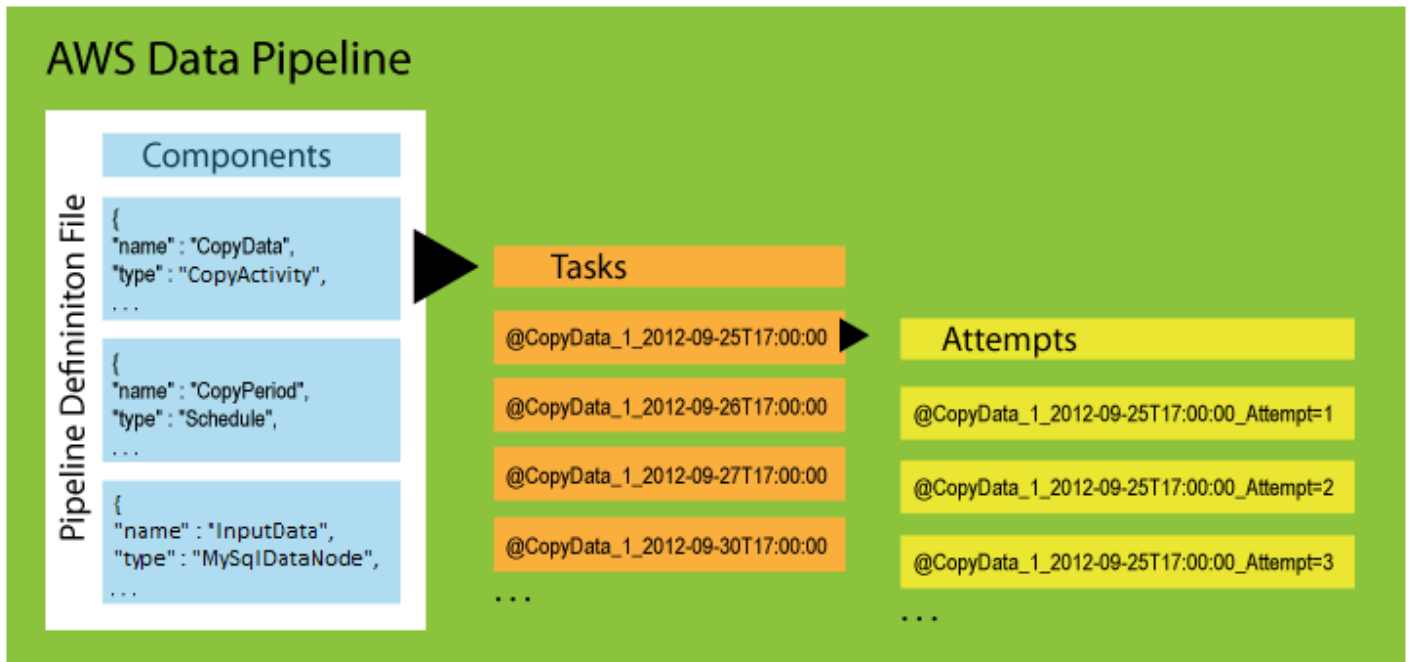 AWS Data Pipeline
Pipeline Defininiton File
Components
{
"name" : "CopyData",
"type" : "CopyActivity",
. . .
{
"name" : "CopyPeriod",
"type" : "Schedule",
. . .
{
"name" : "InputData",
"type" : "MySqlDataNode",
. . .
Tasks
@CopyData_1_2012-09-25T17:00:00
@CopyData_1_2012-09-26T17:00:00
@CopyData_1_2012-09-27T17:00:00
@CopyData_1_2012-09-30T17:00:00
. . .
Attempts
@CopyData_1_2012-09-25T17:00:00_Attempt=1
@CopyData_1_2012-09-25T17:00:00_Attempt=2
@CopyData_1_2012-09-25T17:00:00_Attempt=3
. . .